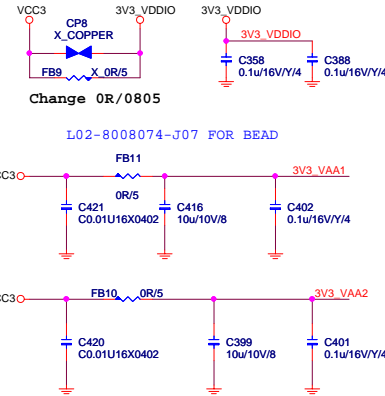 VCC3 3V3_VDDIO 3V3_VDDIO
CP8
X_COPPER
3V3_VDDIO
FB9 X_0R/5
C358
0.1u/16V/Y/4
C388
0.1u/16V/Y/4
Change 0R/0805
L02-8008074-J07 FOR BEAD
FB11
CC3 3V3_VAA1
0R/5
C421
C0.01U16X0402
C416
10u/10V/8
C402
0.1u/16V/Y/4
CC3 FB10 0R/5 3V3_VAA2
C420
C0.01U16X0402
C399
10u/10V/8
C401
0.1u/16V/Y/4